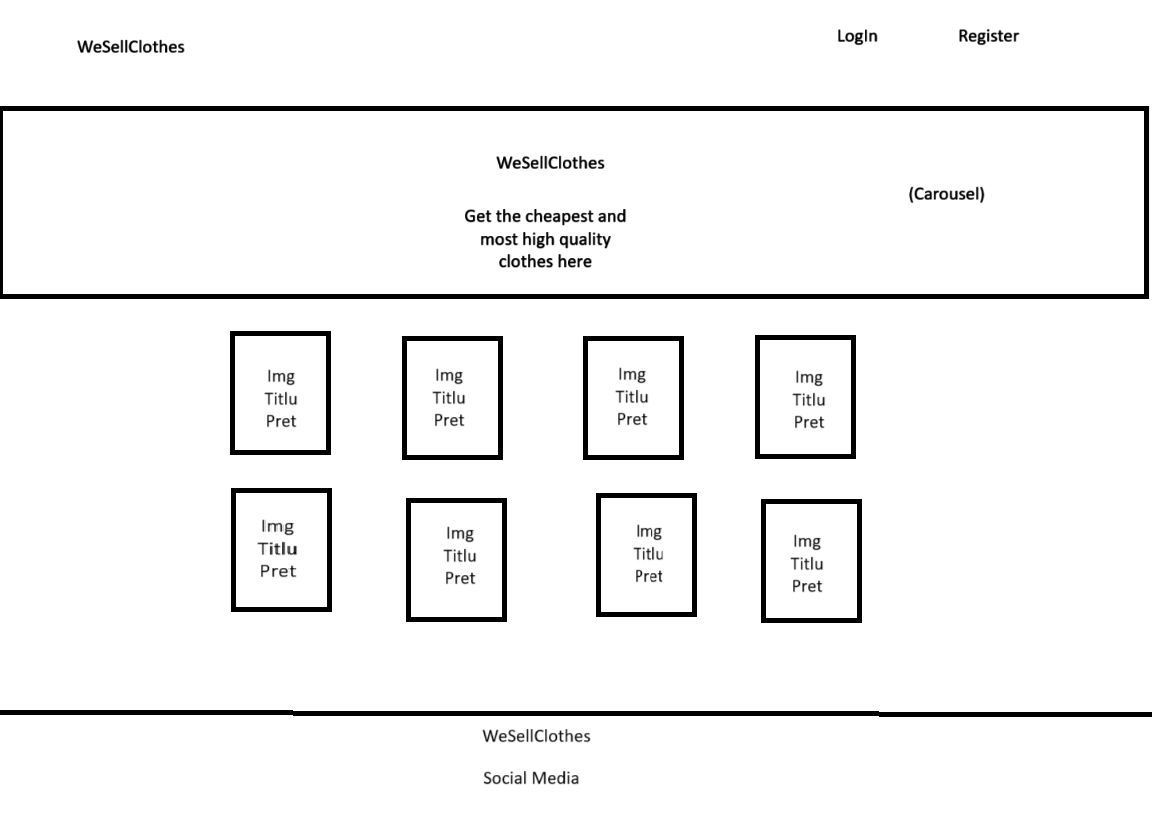 WeSellClothes
LogIn
Register
WeSellClothes
(Carousel)
Get the cheapest and
most high quality
clothes here
Img
Titlu
Pret
Img
Titlu
Pret
Img
Titlu
Pret
Img
Titlu
Pret
Img
Titlu
Pret
Img
Titlu
Pret
Img
Titlu
Pret
Img
Titlu
Pret
WeSellClothes
Social Media